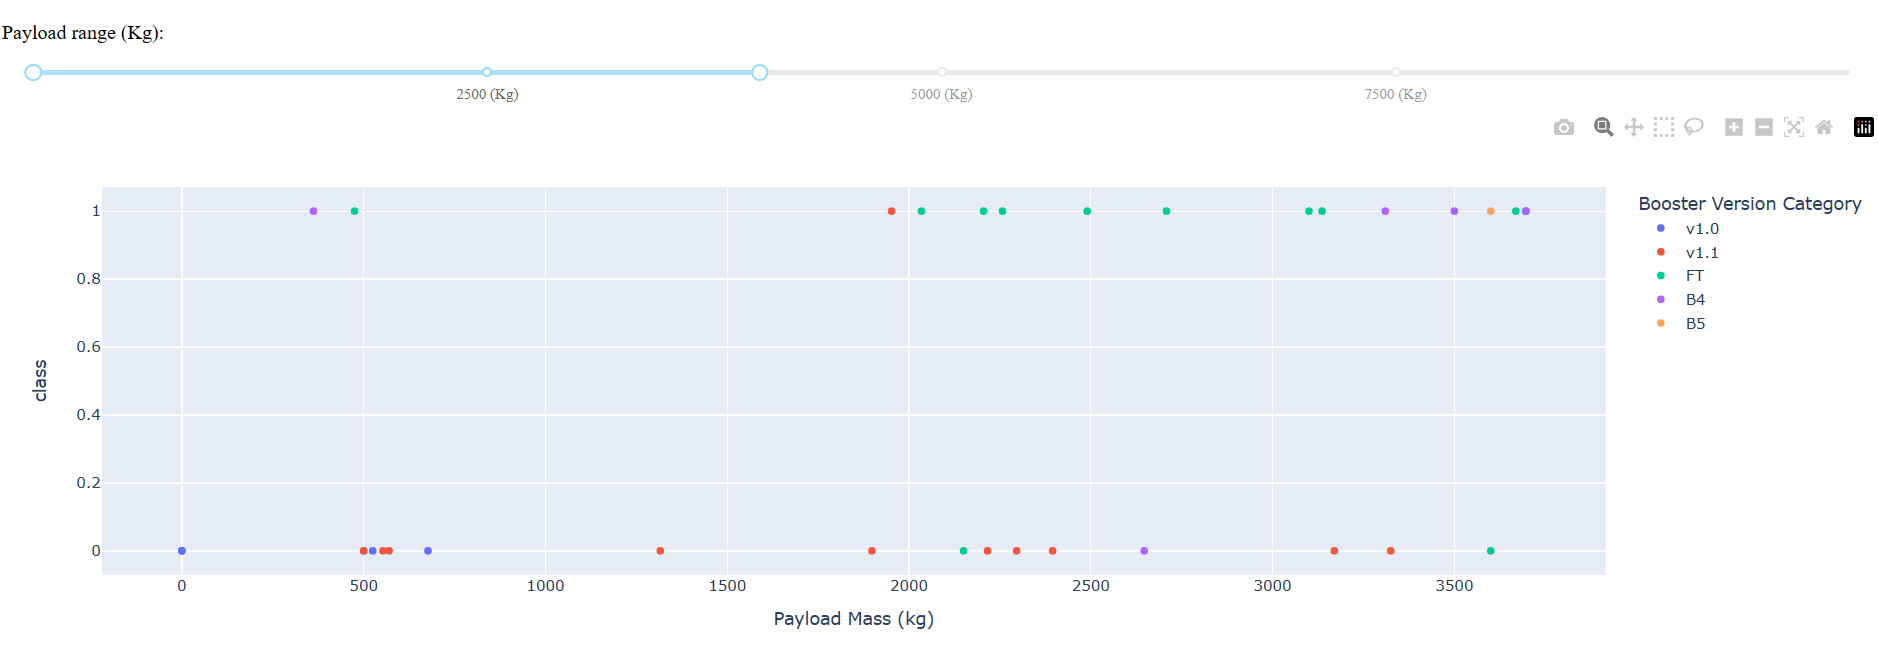 Payload range (Kg):
2500 (Kg)
5000 (Kg)
7500 (Kg)
Booster Version Category
v1.0
v1.1
FT
B4
B5
class
1
0.8
0.6
0.4
0.2
0
0 500 1000 1500 2000 2500 3000 3500
Payload Mass (kg)